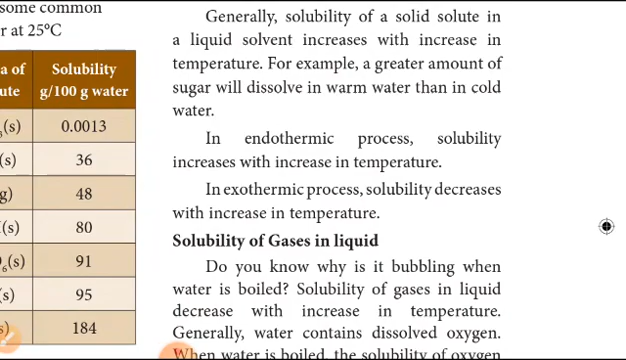 some common
r at 25°C
a of
ute
Solubility
g/100 g water
3(s)
0.0013
(s)
36
g)
48
(s)
80
6(s)
91
(s)
95
s)
184
Generally, solubility of a solid solute in
a liquid solvent increases with increase in
temperature. For example, a greater amount of
sugar will dissolve in warm water than in cold
water.
In endothermic process, solubility
increases with increase in temperature.
In exothermic process, solubility decreases
with increase in temperature.
Solubility of Gases in liquid
Do you know why is it bubbling when
water is boiled? Solubility of gases in liquid
decrease with increase in temperature.
Generally, water contains dissolved oxygen.
When water is boiled, the solubility of oxygen